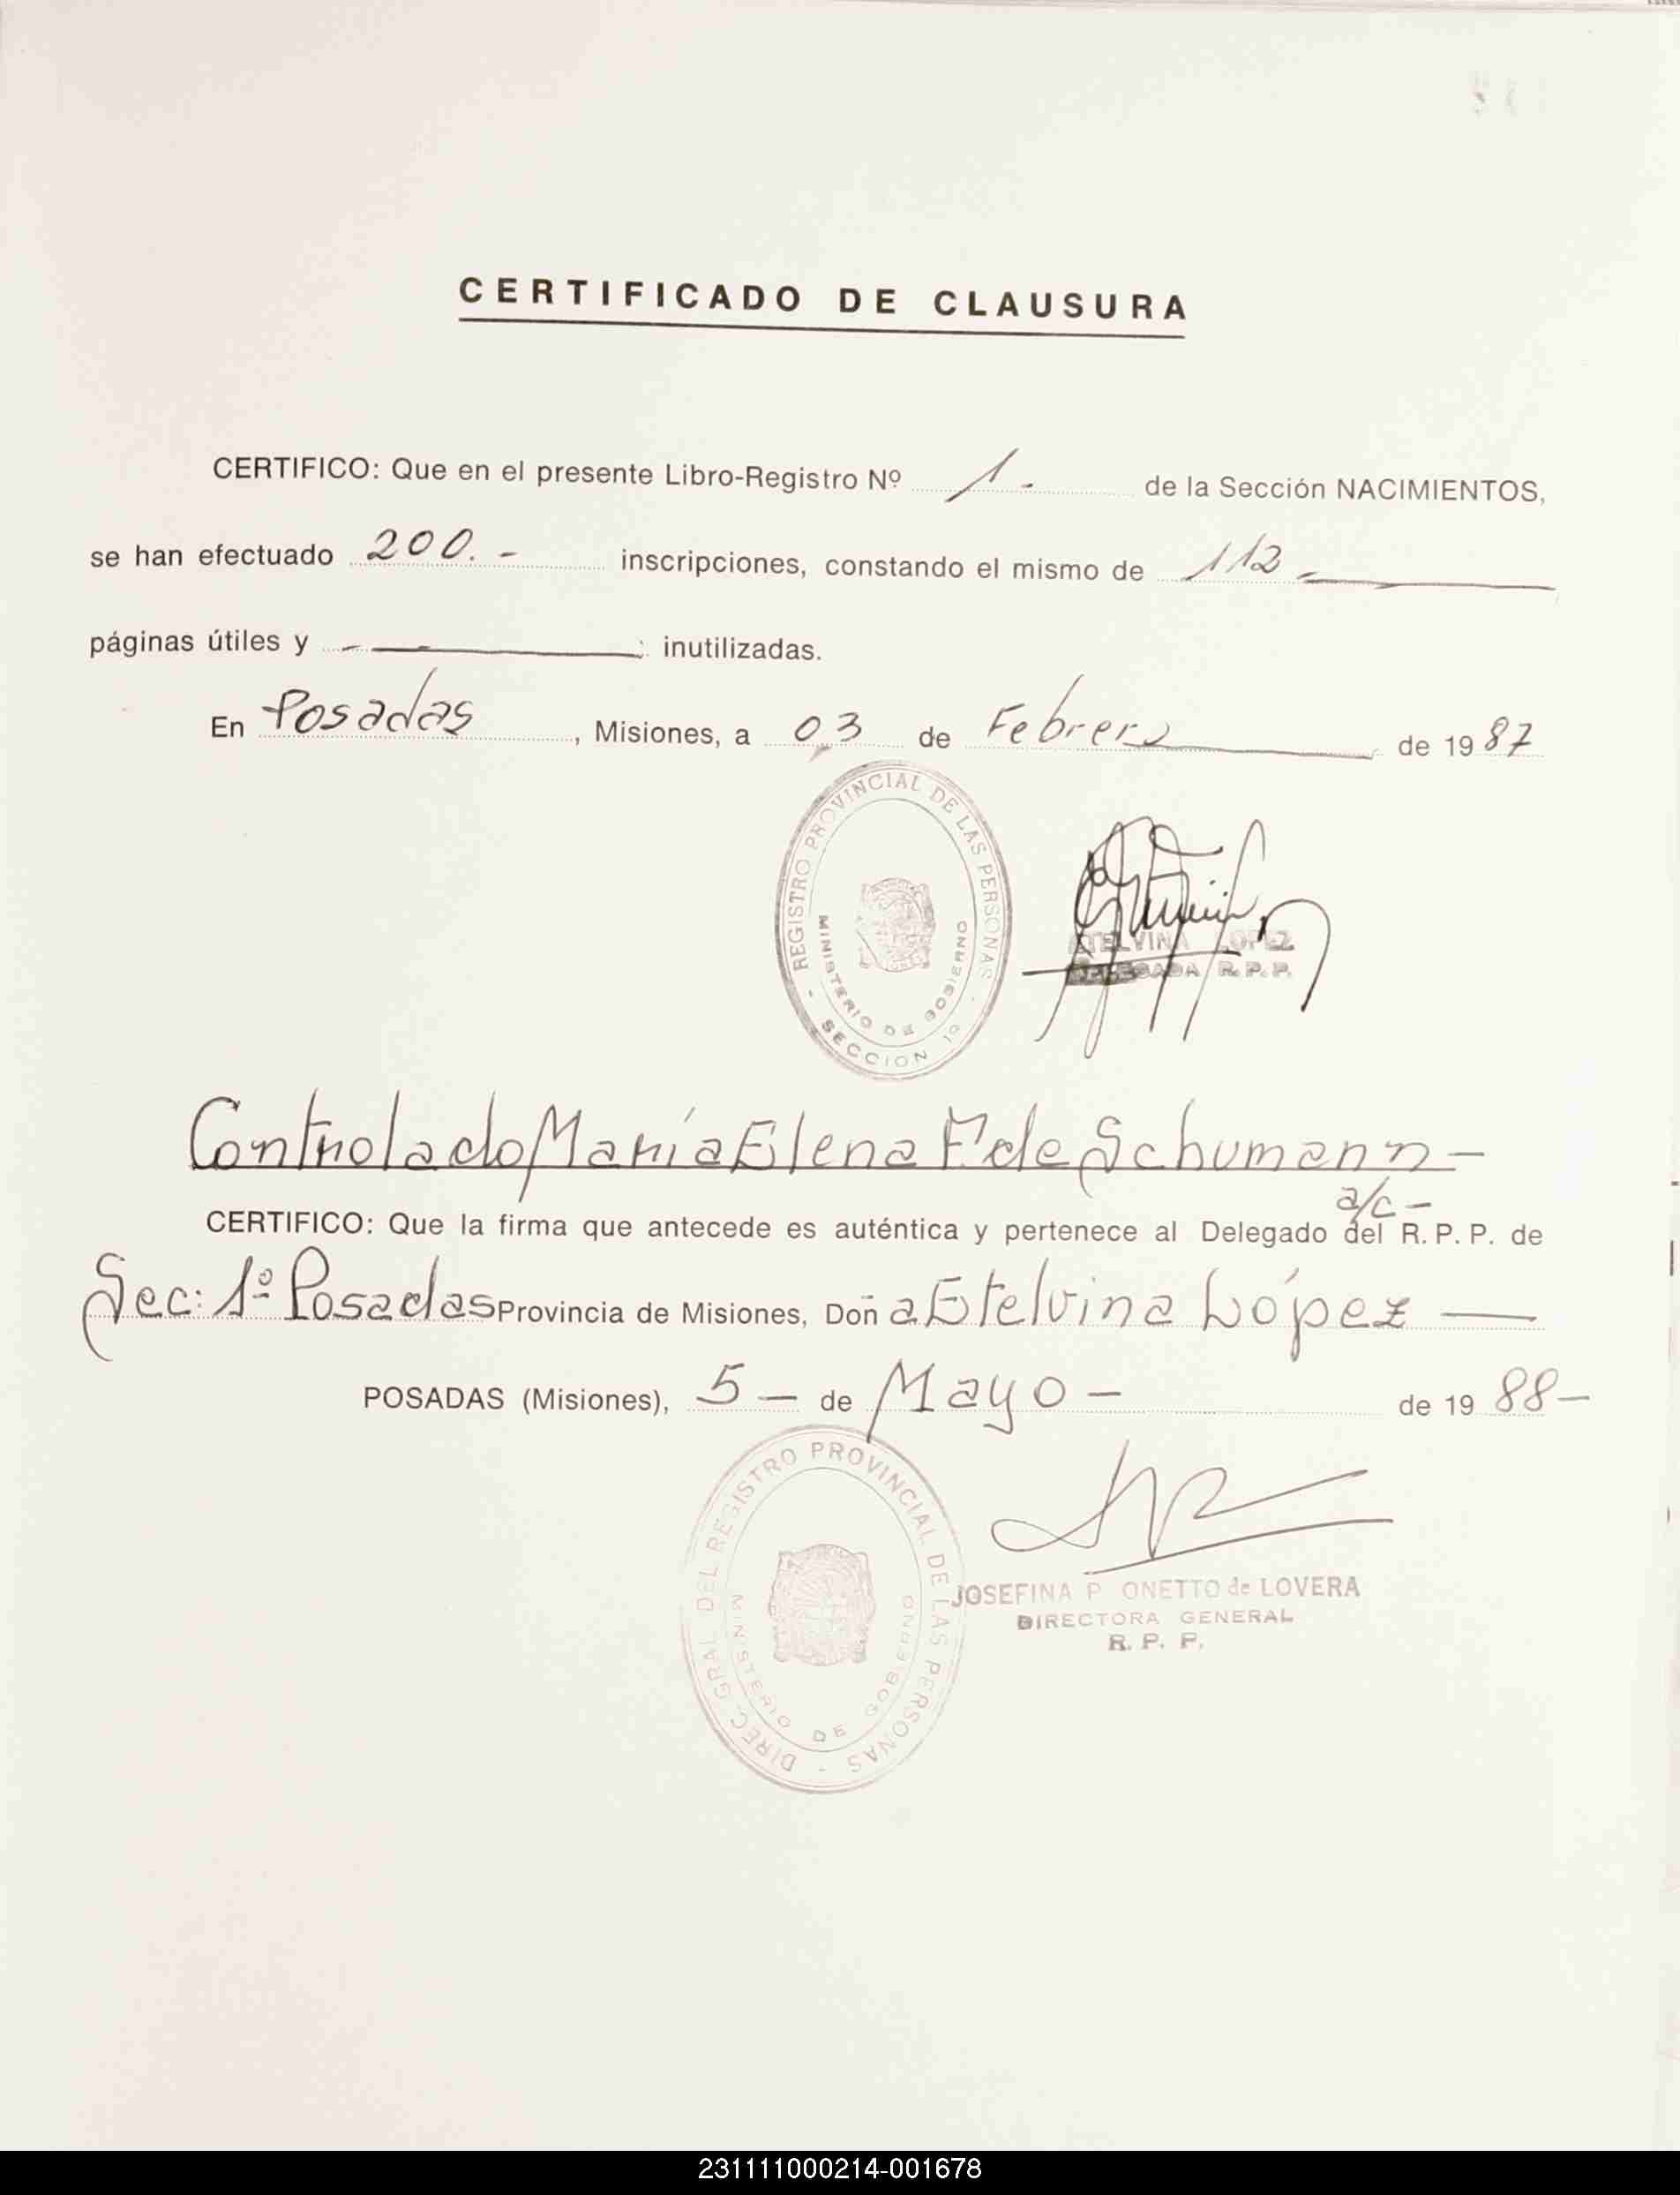 CERTIFICADO DE CLAUSURA
CERTIFICO: Que en el presente Libro-Registro Nº 1.- de la Sección NACIMIENTOS,
se han efectuado 200.- inscripciones, constando el mismo de 112
páginas útiles y inutilizadas.
En Posadas, Misiones, a 03 de Febrero de 1987
REGISTRO PROVINCIAL DE LAS PERSONAS - SECCION 1º -
MINISTERIO DE GOBIERNO
ETELVINA LOPEZ
DELEGADA R. P. P.
Controlado María Elena F. de Schumann -
a/c -
CERTIFICO: Que la firma que antecede es auténtica y pertenece al Delegado del R. P. P. de
Sec: 1º Posadas Provincia de Misiones, Doña Etelvina López
POSADAS (Misiones), 5 - de Mayo - de 1988 -
DIREC. GRAL DEL REGISTRO PROVINCIAL DE LAS PERSONAS -
MINISTERIO DE GOBIERNO
JOSEFINA P ONETTO de LOVERA
DIRECTORA GENERAL
R. P. P.
231111000214-001678